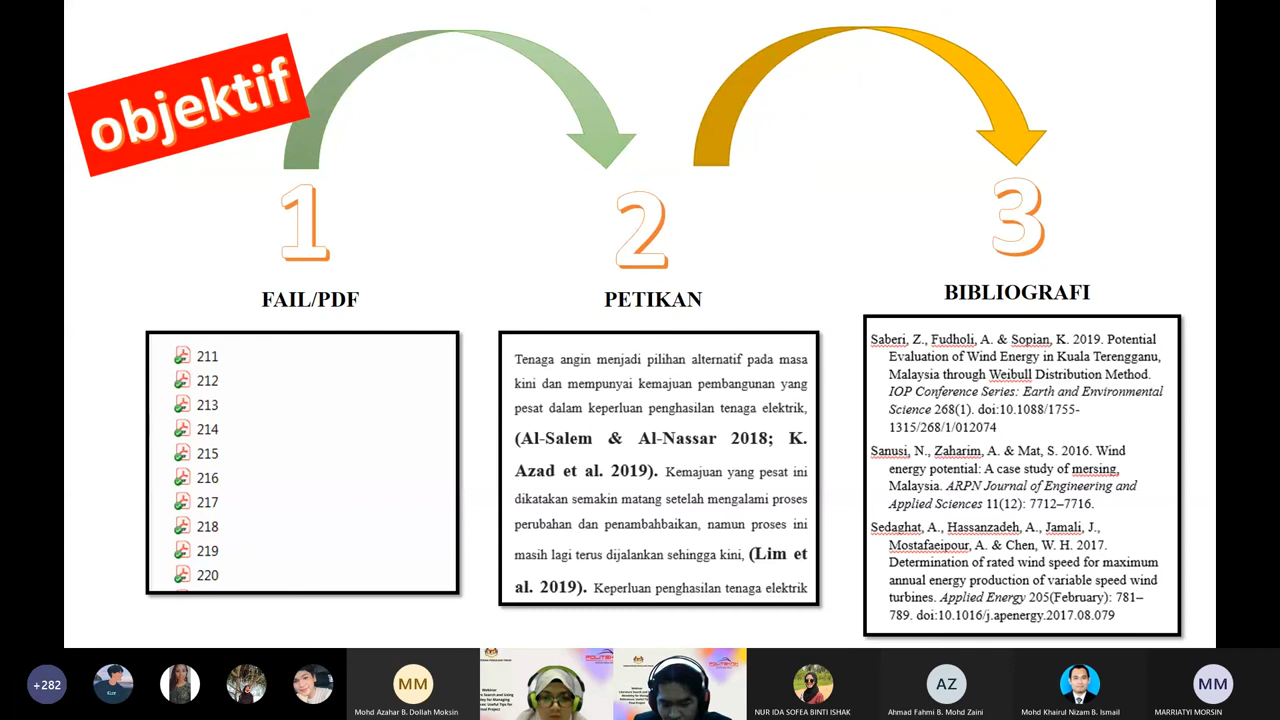 objektif
1
2
3
FAIL/PDF
PETIKAN
BIBLIOGRAFI
211
212
213
214
215
216
217
218
219
220
Tenaga angin menjadi pilihan alternatif pada masa
kini dan mempunyai kemajuan pembangunan yang
pesat dalam keperluan penghasilan tenaga elektrik,
(Al-Salem & Al-Nassar 2018; K.
Azad et al. 2019). Kemajuan yang pesat ini
dikatakan semakin matang setelah mengalami proses
perubahan dan penambahbaikan, namun proses ini
masih lagi terus dijalankan sehingga kini, (Lim et
al. 2019). Keperluan penghasilan tenaga elektrik
Saberi, Z., Fudholi, A. & Sopian, K. 2019. Potential
Evaluation of Wind Energy in Kuala Terengganu,
Malaysia through Weibull Distribution Method.
IOP Conference Series: Earth and Environmental
Science 268(1). doi:10.1088/1755-
1315/268/1/012074
Sanusi, N., Zaharim, A. & Mat, S. 2016. Wind
energy potential: A case study of mersing,
Malaysia. ARPN Journal of Engineering and
Applied Sciences 11(12): 7712–7716.
Sedaghat, A., Hassanzadeh, A., Jamali, J.,
Mostafaeipour, A. & Chen, W. H. 2017.
Determination of rated wind speed for maximum
annual energy production of variable speed wind
turbines. Applied Energy 205(February): 781–
789. doi:10.1016/j.apenergy.2017.08.079
+282
MM
Mohd Azahar B. Dollah Moksin
Webinar
NUR IDA SOFEA BINTI ISHAK
AZ
Ahmad Fahmi B. Mohd Zaini
Mohd Khairul Nizam B. Ismail
MM
MARRIATYI MORSIN